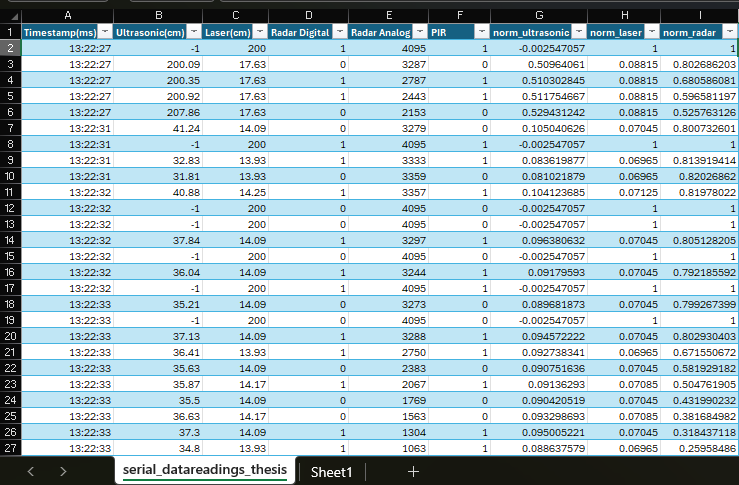 A B C D E F G H I
1 Timestamp(ms) Ultrasonic(cm) Laser(cm) Radar Digital Radar Analog PIR norm_ultrasonic norm_laser norm_radar
2 13:22:27 -1 200 1 4095 1 -0.002547057 1 1
3 13:22:27 200.09 17.63 0 3287 0 0.50964061 0.08815 0.802686203
4 13:22:27 200.35 17.63 1 2787 1 0.510302845 0.08815 0.680586081
5 13:22:27 200.92 17.63 1 2443 1 0.511754667 0.08815 0.596581197
6 13:22:27 207.86 17.63 0 2153 0 0.529431242 0.08815 0.525763126
7 13:22:31 41.24 14.09 0 3279 0 0.105040626 0.07045 0.800732601
8 13:22:31 -1 200 1 4095 1 -0.002547057 1 1
9 13:22:31 32.83 13.93 1 3333 1 0.083619877 0.06965 0.813919414
10 13:22:31 31.81 13.93 0 3359 0 0.081021879 0.06965 0.82026862
11 13:22:32 40.88 14.25 1 3357 1 0.104123685 0.07125 0.81978022
12 13:22:32 -1 200 0 4095 0 -0.002547057 1 1
13 13:22:32 -1 200 0 4095 0 -0.002547057 1 1
14 13:22:32 37.84 14.09 1 3297 1 0.096380632 0.07045 0.805128205
15 13:22:32 -1 200 0 4095 0 -0.002547057 1 1
16 13:22:32 36.04 14.09 1 3244 1 0.09179593 0.07045 0.792185592
17 13:22:32 -1 200 1 4095 1 -0.002547057 1 1
18 13:22:33 35.21 14.09 0 3273 0 0.089681873 0.07045 0.799267399
19 13:22:33 -1 200 0 4095 0 -0.002547057 1 1
20 13:22:33 37.13 14.09 1 3288 1 0.094572222 0.07045 0.802930403
21 13:22:33 36.41 13.93 1 2750 1 0.092738341 0.06965 0.671550672
22 13:22:33 35.63 14.09 0 2383 0 0.090751636 0.07045 0.581929182
23 13:22:33 35.87 14.17 1 2067 1 0.09136293 0.07085 0.504761905
24 13:22:33 35.5 14.09 0 1769 0 0.090420519 0.07045 0.431990232
25 13:22:33 36.63 14.17 0 1563 0 0.093298693 0.07085 0.381684982
26 13:22:33 37.3 14.09 1 1304 1 0.095005221 0.07045 0.318437118
27 13:22:33 34.8 13.93 1 1063 1 0.088637579 0.06965 0.25958486
serial_datareadings_thesis Sheet1